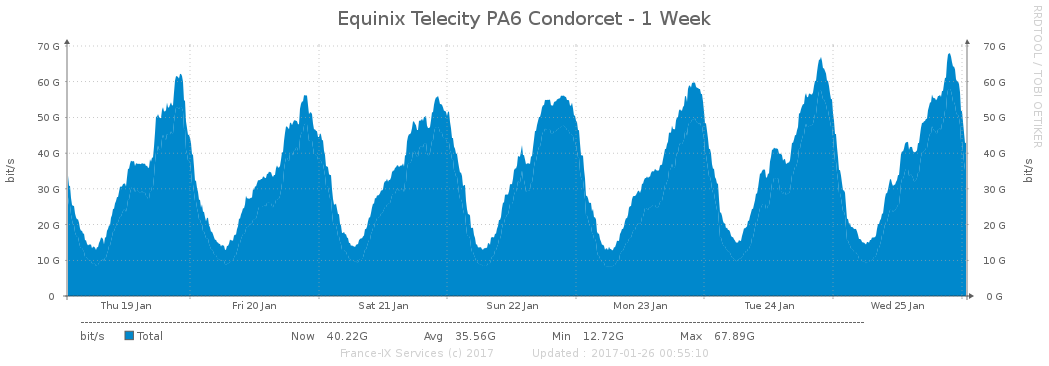 Equinix Telecity PA6 Condorcet - 1 Week
RRDTOOL / TOBI OETIKER
bit/s
70 G
60 G
50 G
40 G
30 G
20 G
10 G
0
70 G
60 G
50 G
40 G
30 G
20 G
10 G
0 G
bit/s
Thu 19 Jan Fri 20 Jan Sat 21 Jan Sun 22 Jan Mon 23 Jan Tue 24 Jan Wed 25 Jan
bit/s Total Now 40.22G Avg 35.56G Min 12.72G Max 67.89G
France-IX Services (c) 2017 Updated : 2017-01-26 00:55:10